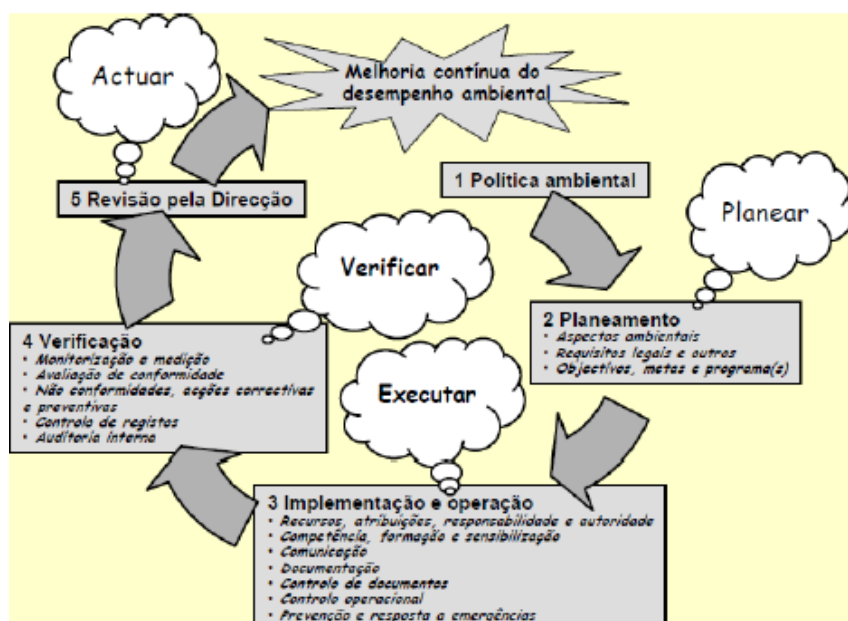 Actuar
Melhoria contínua do
desempenho ambiental
5 Revisão pela Direcção
1 Política ambiental
Planear
Verificar
2 Planeamento
• Aspectos ambientais
• Requisitos legais e outros
• Objectivos, metas e programa(s)
4 Verificação
• Monitorização e medição
• Avaliação de conformidade
• Não conformidades, acções correctivas
e preventivas
• Controlo de registos
• Auditoria interna
Executar
3 Implementação e operação
• Recursos, atribuições, responsabilidade e autoridade
• Competência, formação e sensibilização
• Comunicação
• Documentação
• Controlo de documentos
• Controlo operacional
• Prevenção e resposta a emergências